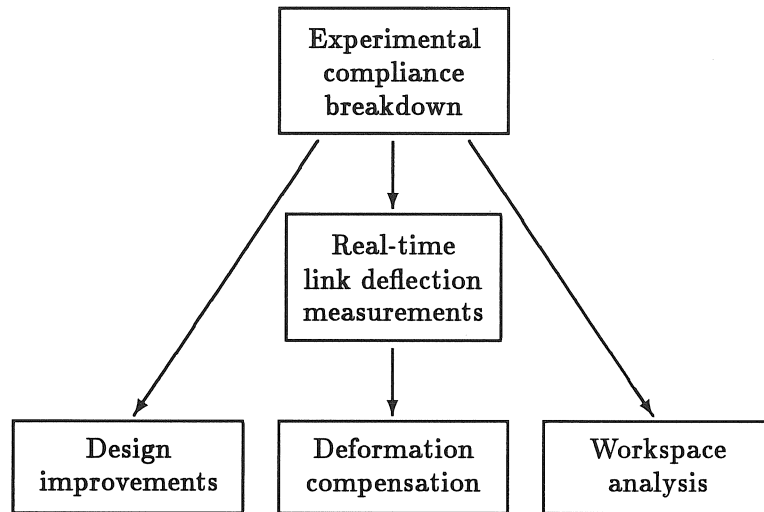 Experimental
compliance
breakdown
Real-time
link deflection
measurements
Design
improvements
Deformation
compensation
Workspace
analysis